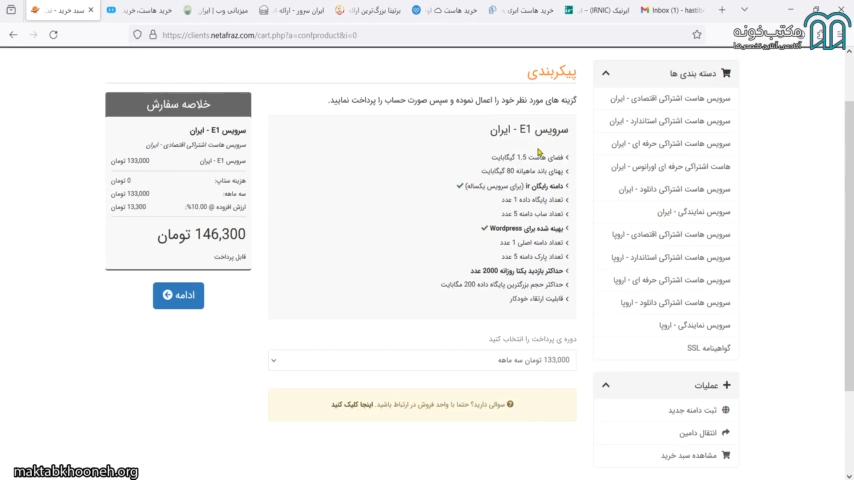 سبد خرید - نت
هاست، خرید هاست، خرید
میزبانی وب | ایران
ایران سرور - ارائه
برتینا بزرگ‌ترین ارائه
خرید هاست
خرید هاست ابری
ایرنیک (IRNIC)
Inbox (1) - hastib
https://clients.netafraz.com/cart.php?a=confproduct&i=0
مکتب‌خونه
آکادمی آنلاین تخصص‌ها
دسته بندی ها
سرویس هاست اشتراکی اقتصادی - ایران
سرویس هاست اشتراکی استاندارد - ایران
سرویس هاست اشتراکی حرفه ای - ایران
هاست اشتراکی حرفه ای اورانوس - ایران
سرویس هاست اشتراکی دانلود - ایران
سرویس نمایندگی - ایران
سرویس هاست اشتراکی اقتصادی - اروپا
سرویس هاست اشتراکی استاندارد - اروپا
سرویس هاست اشتراکی حرفه ای - اروپا
سرویس هاست اشتراکی دانلود - اروپا
سرویس نمایندگی - اروپا
گواهینامه SSL
عملیات
ثبت دامنه جدید
انتقال دامین
مشاهده سبد خرید
پیکربندی
گزینه های مورد نظر خود را اعمال نموده و سپس صورت حساب را پرداخت نمایید.
سرویس E1 - ایران
فضای هاست 1.5 گیگابایت
پهنای باند ماهیانه 80 گیگابایت
دامنه رایگان ir (برای سرویس یکساله)
تعداد پایگاه داده 1 عدد
تعداد ساب دامنه 5 عدد
بهینه شده برای Wordpress
تعداد دامنه اصلی 1 عدد
تعداد پارک دامنه 5 عدد
حداکثر بازدید یکتا روزانه 2000 عدد
حداکثر حجم بزرگترین پایگاه داده 200 مگابایت
قابلیت ارتقاء خودکار
دوره ی پرداخت را انتخاب کنید
133,000 تومان سه ماهه
سوالی دارید؟ حتما با واحد فروش در ارتباط باشید. اینجا کلیک کنید
خلاصه سفارش
سرویس E1 - ایران
سرویس هاست اشتراکی اقتصادی - ایران
سرویس E1 - ایران 133,000 تومان
هزینه ستاپ: 0 تومان
سه ماهه: 133,000 تومان
ارزش افزوده @ 10.00%: 13,300 تومان
146,300 تومان
قابل پرداخت
ادامه
maktabkhooneh.org